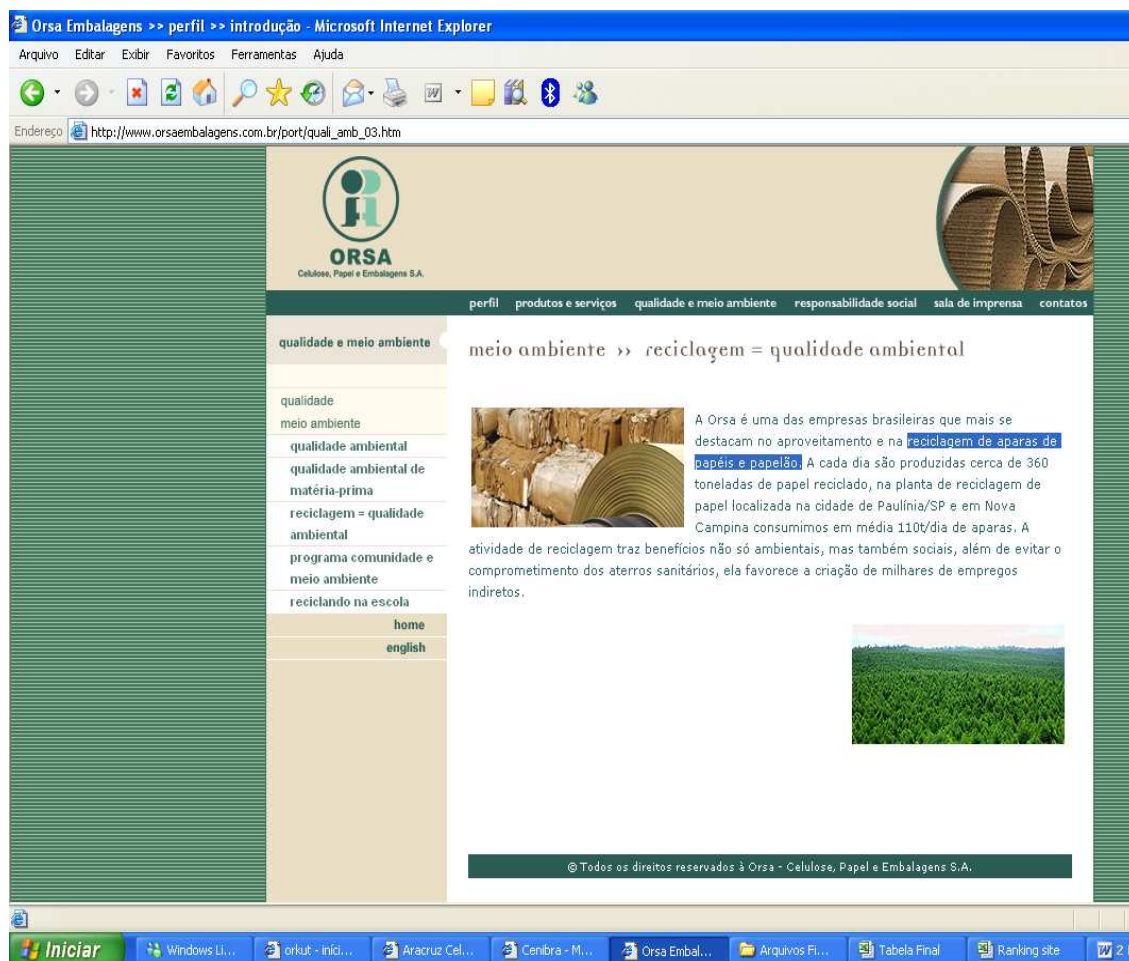 Orsa Embalagens >> perfil >> introdução - Microsoft Internet Explorer
Arquivo Editar Exibir Favoritos Ferramentas Ajuda
Endereço http://www.orsaembalagens.com.br/port/quali_amb_03.htm
ORSA
Celulose, Papel e Embalagens S.A.
perfil produtos e serviços qualidade e meio ambiente responsabilidade social sala de imprensa contatos
qualidade e meio ambiente
qualidade
meio ambiente
qualidade ambiental
qualidade ambiental de
matéria-prima
reciclagem = qualidade
ambiental
programa comunidade e
meio ambiente
reciclando na escola
home
english
meio ambiente >> reciclagem = qualidade ambiental
A Orsa é uma das empresas brasileiras que mais se
destacam no aproveitamento e na reciclagem de aparas de
papéis e papelão. A cada dia são produzidas cerca de 360
toneladas de papel reciclado, na planta de reciclagem de
papel localizada na cidade de Paulínia/SP e em Nova
Campina consumimos em média 110t/dia de aparas. A
atividade de reciclagem traz benefícios não só ambientais, mas também sociais, além de evitar o
comprometimento dos aterros sanitários, ela favorece a criação de milhares de empregos
indiretos.
© Todos os direitos reservados à Orsa - Celulose, Papel e Embalagens S.A.
Iniciar Windows Li... orkut - iníci... Aracruz Cel... Cenibra - M... Orsa Embal... Arquivos Fi... Tabela Final Ranking site 2